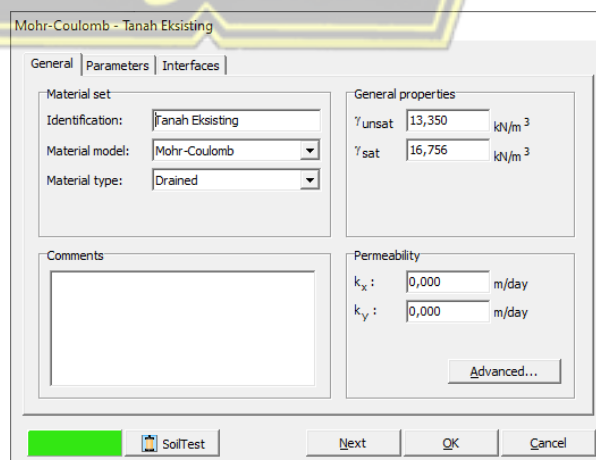 Mohr-Coulomb - Tanah Eksisting
General Parameters Interfaces
Material set
Identification: Tanah Eksisting
Material model: Mohr-Coulomb
Material type: Drained
General properties
γunsat 13,350 kN/m³
γsat 16,756 kN/m³
Comments
Permeability
kx : 0,000 m/day
ky : 0,000 m/day
Advanced...
SoilTest Next OK Cancel